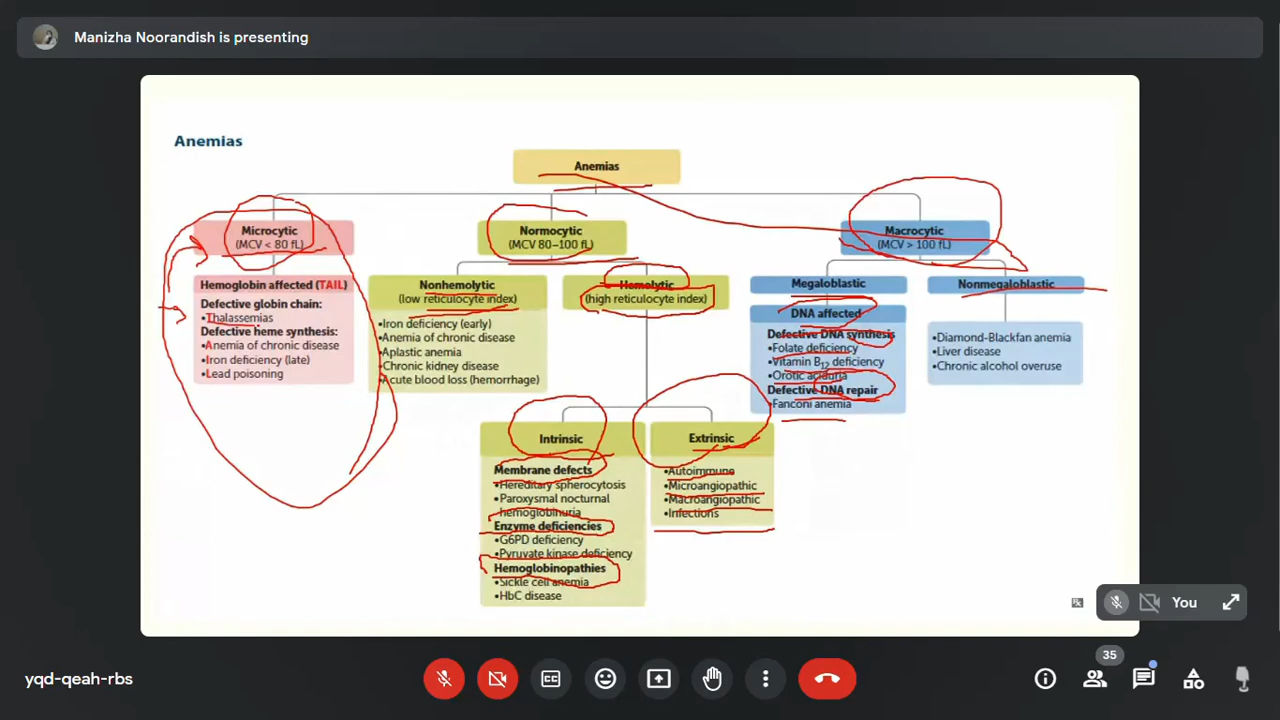 Manizha Noorandish is presenting
Anemias
Anemias
Microcytic
(MCV < 80 fL)
Normocytic
(MCV 80–100 fL)
Macrocytic
(MCV > 100 fL)
Hemoglobin affected (TAIL)
Defective globin chain:
•Thalassemias
Defective heme synthesis:
•Anemia of chronic disease
•Iron deficiency (late)
•Lead poisoning
Nonhemolytic
(low reticulocyte index)
•Iron deficiency (early)
•Anemia of chronic disease
•Aplastic anemia
•Chronic kidney disease
•Acute blood loss (hemorrhage)
Hemolytic
(high reticulocyte index)
Megaloblastic
DNA affected
Defective DNA synthesis
•Folate deficiency
•Vitamin B12 deficiency
•Orotic aciduria
Defective DNA repair
•Fanconi anemia
Nonmegaloblastic
•Diamond-Blackfan anemia
•Liver disease
•Chronic alcohol overuse
Intrinsic
Membrane defects
•Hereditary spherocytosis
•Paroxysmal nocturnal
hemoglobinuria
Enzyme deficiencies
•G6PD deficiency
•Pyruvate kinase deficiency
Hemoglobinopathies
•Sickle cell anemia
•HbC disease
Extrinsic
•Autoimmune
•Microangiopathic
•Macroangiopathic
•Infections
You
35
yqd-qeah-rbs